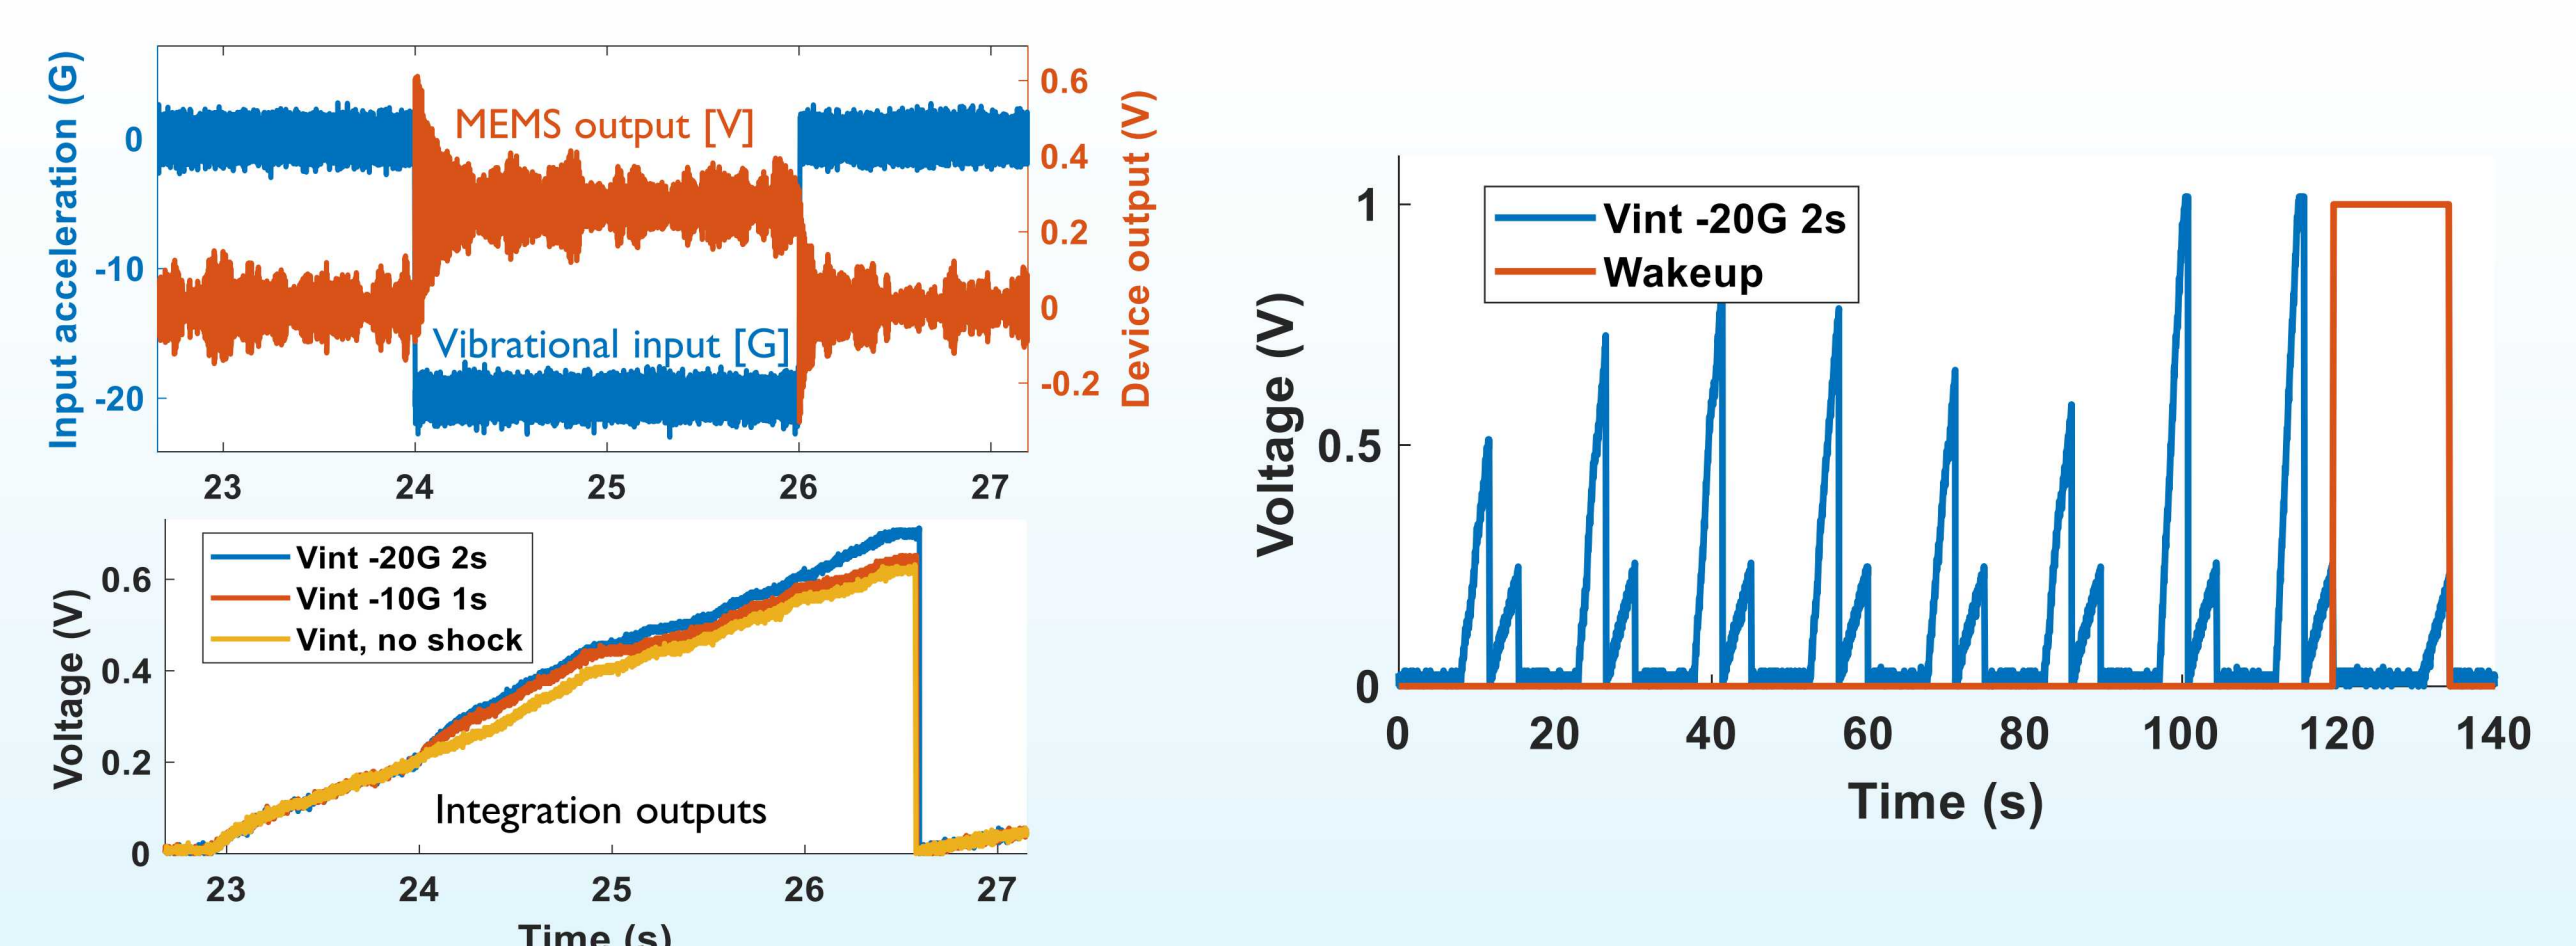 Input acceleration (G)
0
-10
-20
MEMS output [V]
Vibrational input [G]
0.6
0.4
0.2
0
-0.2
Device output (V)
23 24 25 26 27
Voltage (V)
0.6
0.4
0.2
0
Vint -20G 2s
Vint -10G 1s
Vint, no shock
Integration outputs
23 24 25 26 27
Time (s)
Voltage (V)
1
0.5
0
Vint -20G 2s
Wakeup
0 20 40 60 80 100 120 140
Time (s)